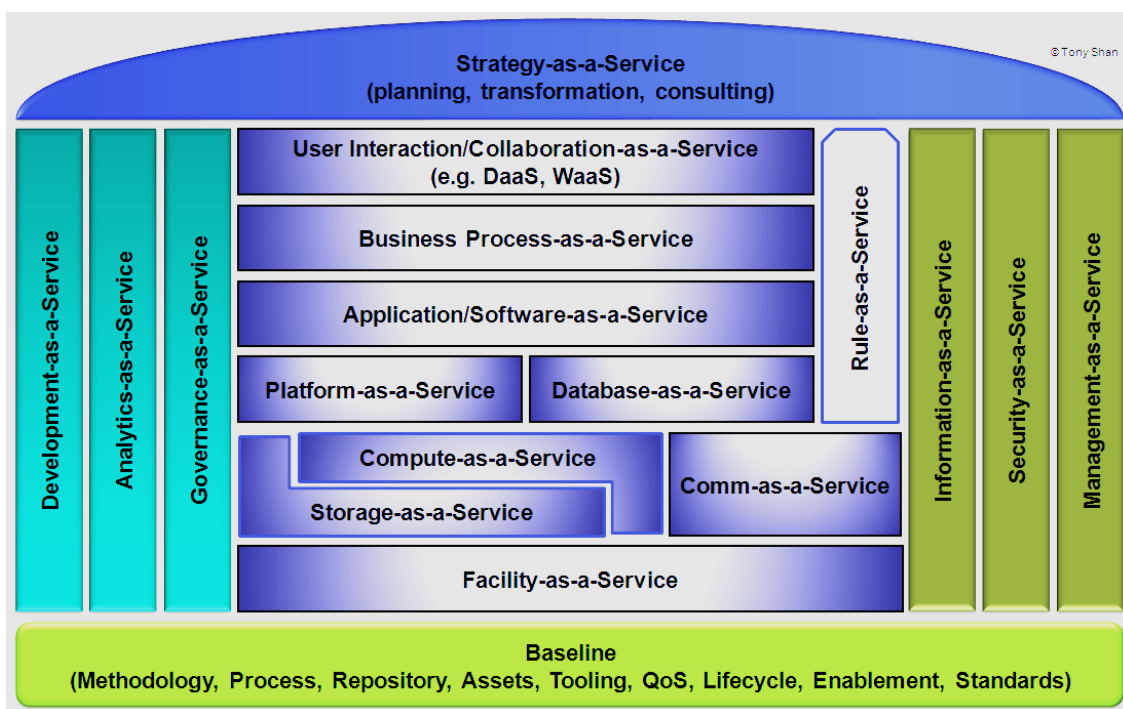 ©Tony Shan
Strategy-as-a-Service
(planning, transformation, consulting)
Development-as-a-Service
Analytics-as-a-Service
Governance-as-a-Service
User Interaction/Collaboration-as-a-Service
(e.g. DaaS, WaaS)
Business Process-as-a-Service
Application/Software-as-a-Service
Platform-as-a-Service
Database-as-a-Service
Rule-as-a-Service
Compute-as-a-Service
Storage-as-a-Service
Comm-as-a-Service
Facility-as-a-Service
Information-as-a-Service
Security-as-a-Service
Management-as-a-Service
Baseline
(Methodology, Process, Repository, Assets, Tooling, QoS, Lifecycle, Enablement, Standards)